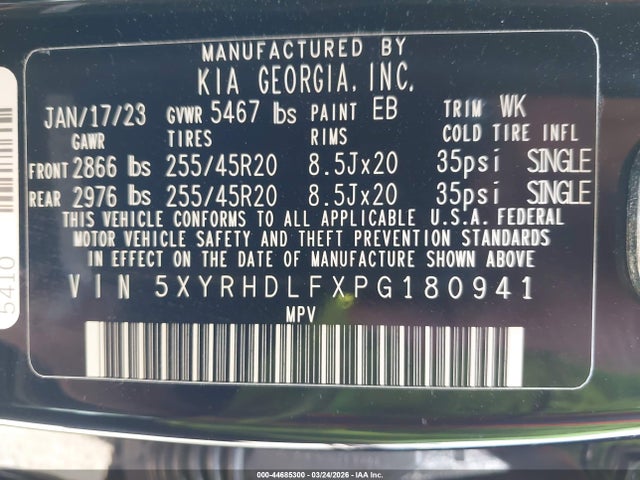 MANUFACTURED BY
KIA GEORGIA, INC.
JAN/17/23 GVWR 5467 lbs PAINT EB TRIM WK
GAWR TIRES RIMS COLD TIRE INFL
FRONT 2866 lbs 255/45R20 8.5Jx20 35psi SINGLE
REAR 2976 lbs 255/45R20 8.5Jx20 35psi SINGLE
THIS VEHICLE CONFORMS TO ALL APPLICABLE U.S.A. FEDERAL
MOTOR VEHICLE SAFETY AND THEFT PREVENTION STANDARDS
IN EFFECT ON THE DATE OF MANUFACTURE SHOWN ABOVE
VIN 5XYRHDLFXPG180941
MPV
5410
000-44685300 - 03/24/2026 - IAA Inc.